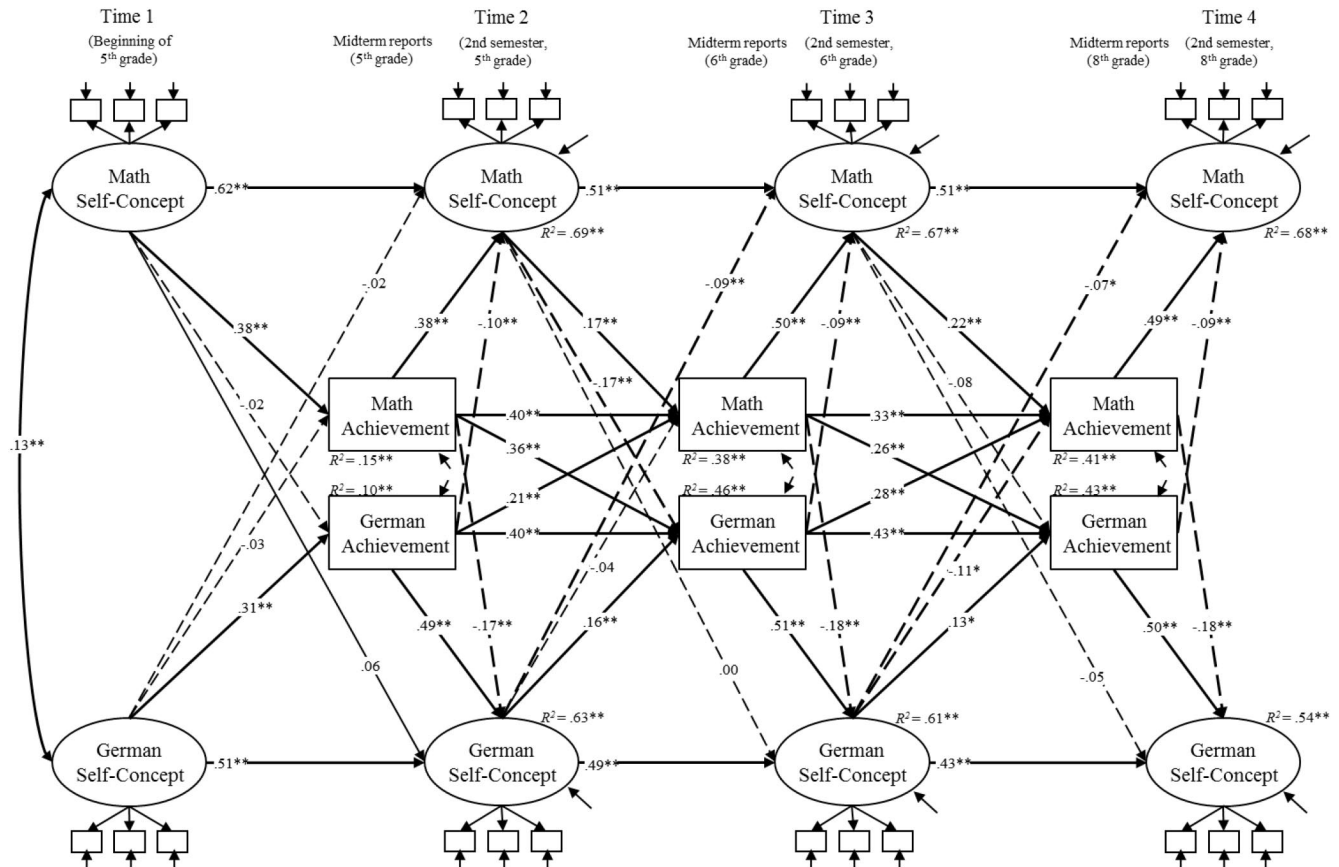 Time 1
(Beginning of
5th grade)
Midterm reports
(5th grade)
Time 2
(2nd semester,
5th grade)
Midterm reports
(6th grade)
Time 3
(2nd semester,
6th grade)
Midterm reports
(8th grade)
Time 4
(2nd semester,
8th grade)
Math
Self-Concept
.62**
Math
Self-Concept
.51**
Math
Self-Concept
.51**
Math
Self-Concept
R²= .69**
R²= .67**
R²= .68**
-.02
-.09**
-.07*
.38**
.38**
-.10**
.17**
.50**
-.09**
.22**
.49**
-.09**
-.17**
-.08
-.02
Math
Achievement
.40**
Math
Achievement
.33**
Math
Achievement
.13**
.36**
.26**
R²= .15**
R²= .38**
R²= .41**
R²= .10**
R²= .46**
R²= .43**
.21**
.28**
German
Achievement
.40**
German
Achievement
.43**
German
Achievement
-.03
-.04
-.11*
.31**
.49**
-.17**
.16**
.51**
-.18**
.13*
.50**
-.18**
.06
.00
-.05
R²= .63**
R²= .61**
R²= .54**
German
Self-Concept
.51**
German
Self-Concept
.49**
German
Self-Concept
.43**
German
Self-Concept